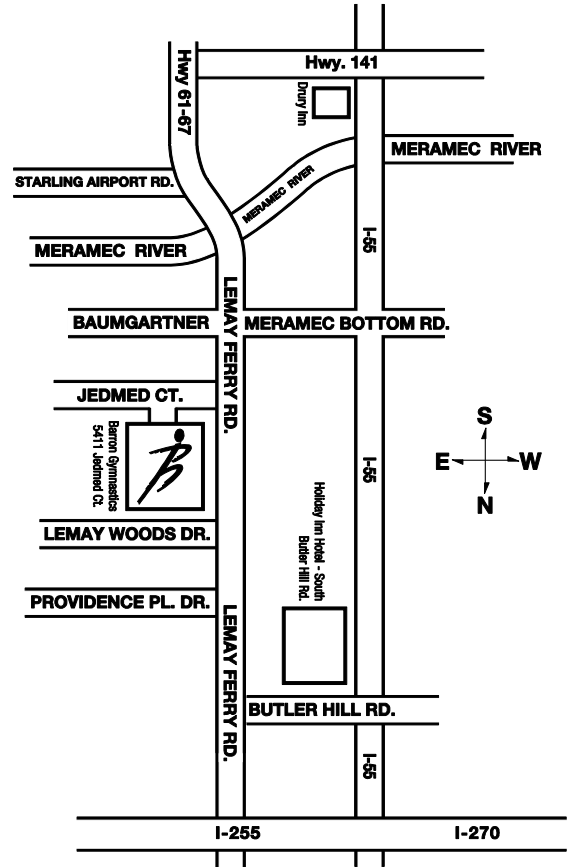 Hwy. 141
Hwy 61-67
Drury Inn
MERAMEC RIVER
STARLING AIRPORT RD.
MERAMEC RIVER
MERAMEC RIVER
I-55
LEMAY FERRY RD.
BAUMGARTNER
MERAMEC BOTTOM RD.
JEDMED CT.
Barron Gymnastics
5411 Jedmed Ct.
S
E W
N
I-55
Holiday Inn Hotel - South
Butler Hill Rd.
LEMAY WOODS DR.
PROVIDENCE PL. DR.
LEMAY FERRY RD.
BUTLER HILL RD.
I-55
I-255
I-270